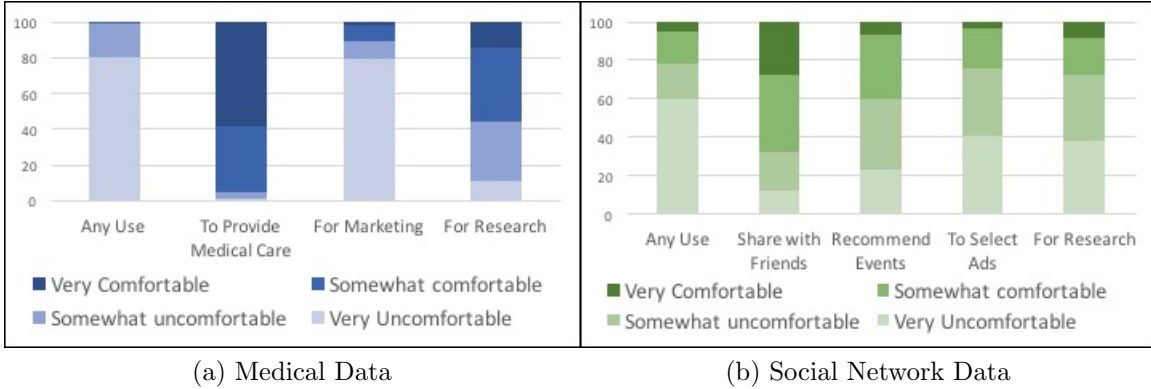 100
80
60
40
20
0
Any Use
To Provide
Medical Care
For Marketing
For Research
Very Comfortable
Somewhat comfortable
Somewhat uncomfortable
Very Uncomfortable
(a) Medical Data
100
80
60
40
20
0
Any Use
Share with
Friends
Recommend
Events
To Select
Ads
For Research
Very Comfortable
Somewhat comfortable
Somewhat uncomfortable
Very Uncomfortable
(b) Social Network Data